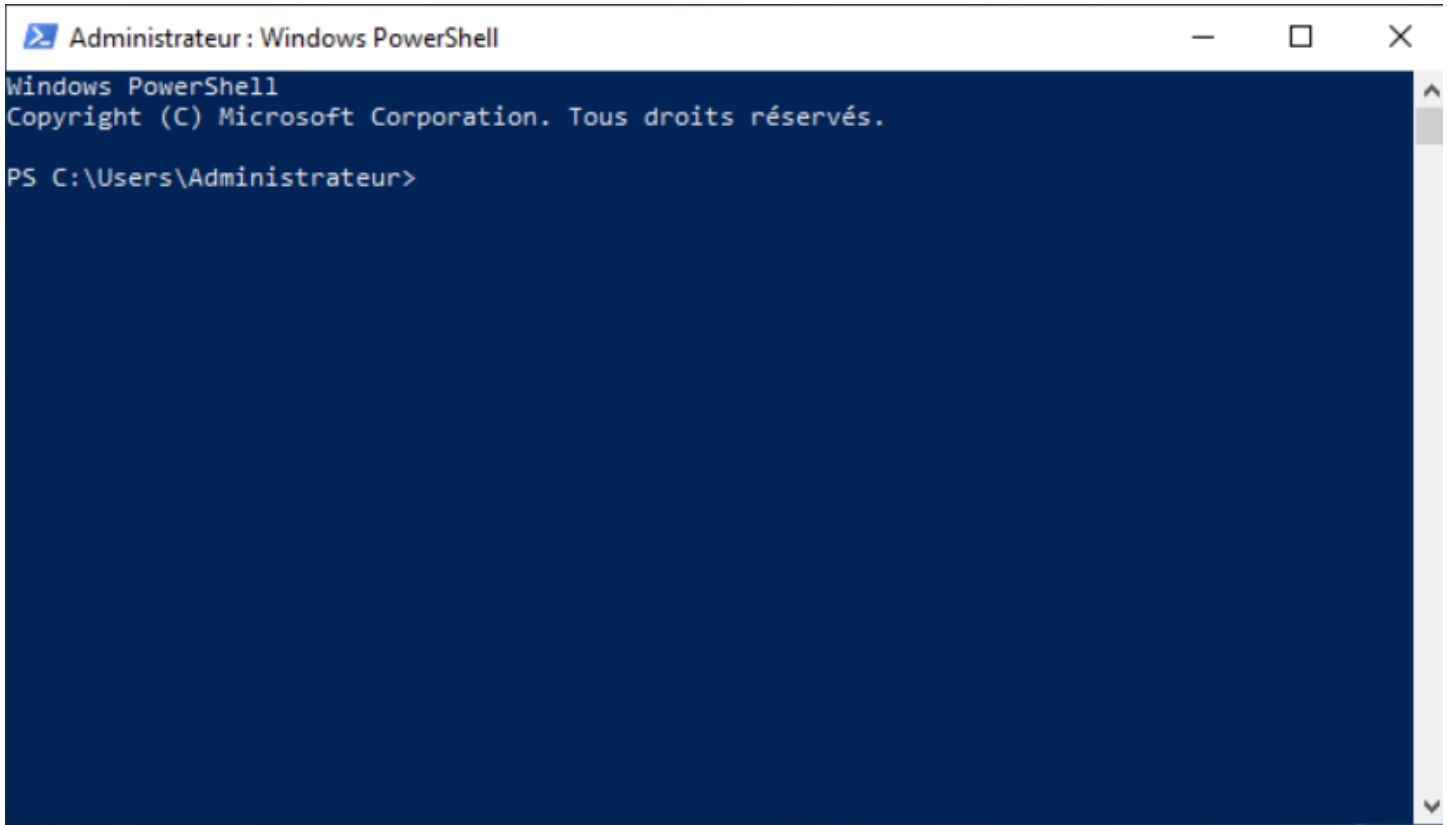 Administrateur : Windows PowerShell
Windows PowerShell
Copyright (C) Microsoft Corporation. Tous droits réservés.
PS C:\Users\Administrateur>